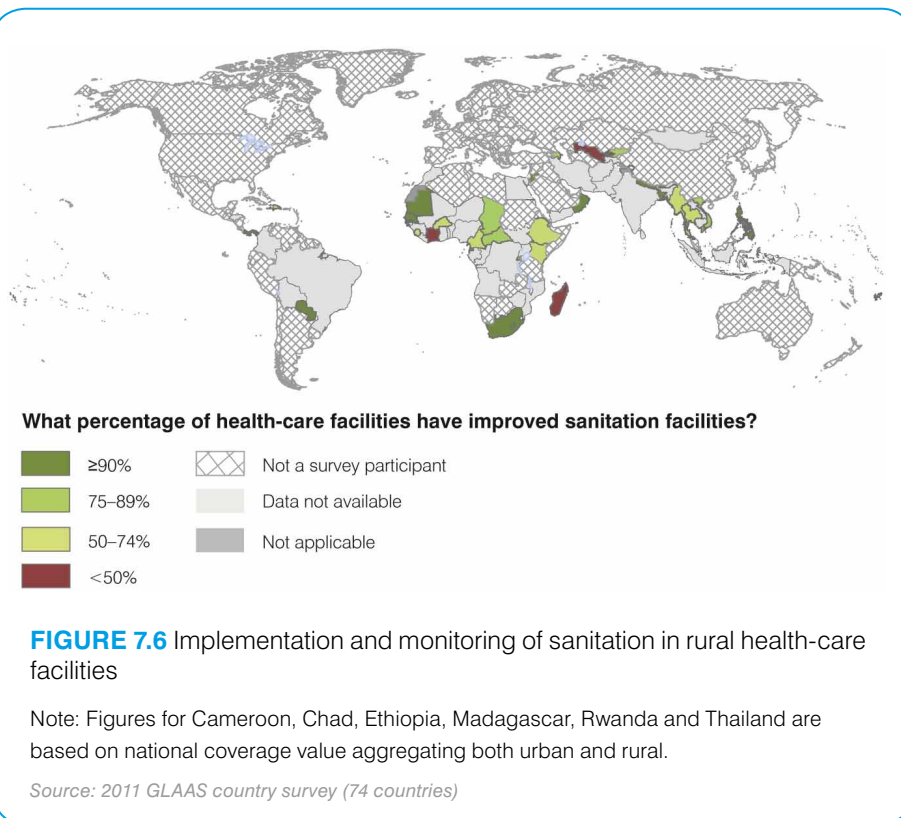 What percentage of health-care facilities have improved sanitation facilities?
≥90%
75–89%
50–74%
<50%
Not a survey participant
Data not available
Not applicable
FIGURE 7.6 Implementation and monitoring of sanitation in rural health-care
facilities
Note: Figures for Cameroon, Chad, Ethiopia, Madagascar, Rwanda and Thailand are
based on national coverage value aggregating both urban and rural.
Source: 2011 GLAAS country survey (74 countries)